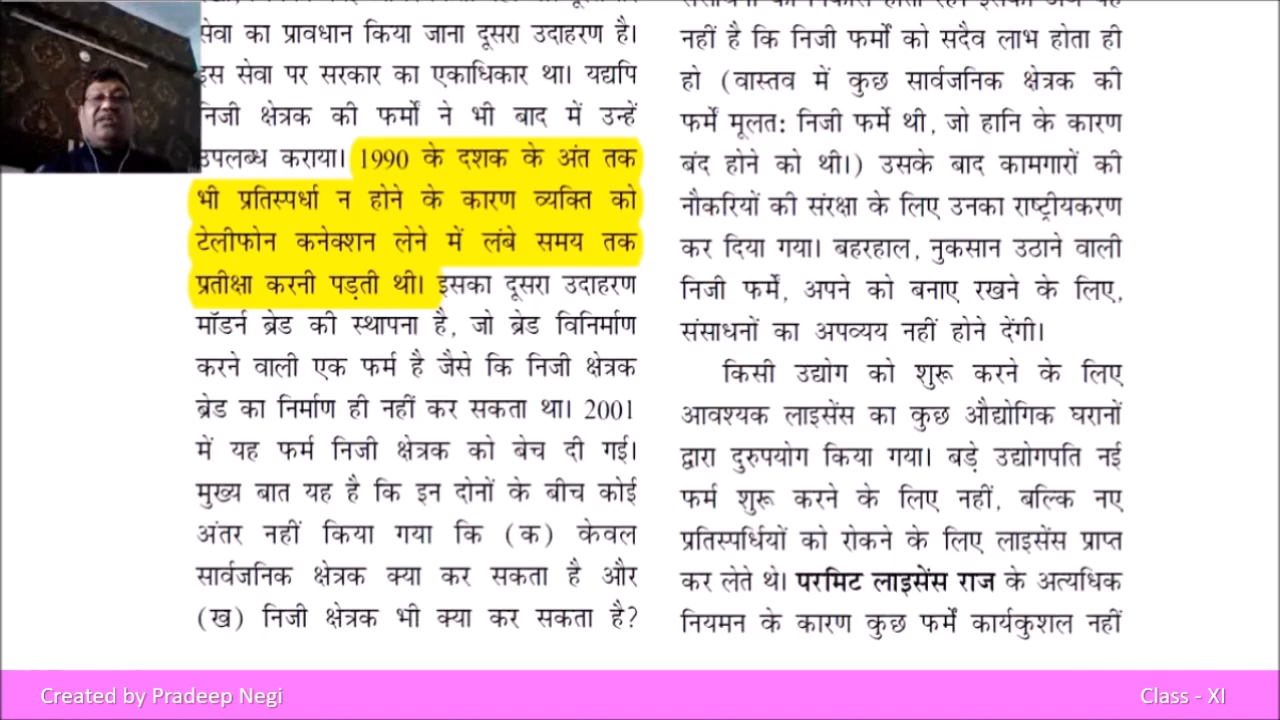 सेवा का प्रावधान किया जाना दूसरा उदाहरण है।
इस सेवा पर सरकार का एकाधिकार था। यद्यपि
निजी क्षेत्रक की फर्मों ने भी बाद में उन्हें
उपलब्ध कराया। 1990 के दशक के अंत तक
भी प्रतिस्पर्धा न होने के कारण व्यक्ति को
टेलीफोन कनेक्शन लेने में लंबे समय तक
प्रतीक्षा करनी पड़ती थी। इसका दूसरा उदाहरण
मॉडर्न ब्रेड की स्थापना है, जो ब्रेड विनिर्माण
करने वाली एक फर्म है जैसे कि निजी क्षेत्रक
ब्रेड का निर्माण ही नहीं कर सकता था। 2001
में यह फर्म निजी क्षेत्रक को बेच दी गई।
मुख्य बात यह है कि इन दोनों के बीच कोई
अंतर नहीं किया गया कि (क) केवल
सार्वजनिक क्षेत्रक क्या कर सकता है और
(ख) निजी क्षेत्रक भी क्या कर सकता है?
नहीं है कि निजी फर्मों को सदैव लाभ होता ही
हो (वास्तव में कुछ सार्वजनिक क्षेत्रक की
फर्में मूलत: निजी फर्मे थी, जो हानि के कारण
बंद होने को थी।) उसके बाद कामगारों की
नौकरियों की संरक्षा के लिए उनका राष्ट्रीयकरण
कर दिया गया। बहरहाल, नुकसान उठाने वाली
निजी फर्में, अपने को बनाए रखने के लिए,
संसाधनों का अपव्यय नहीं होने देंगी।
किसी उद्योग को शुरू करने के लिए
आवश्यक लाइसेंस का कुछ औद्योगिक घरानों
द्वारा दुरुपयोग किया गया। बड़े उद्योगपति नई
फर्म शुरू करने के लिए नहीं, बल्कि नए
प्रतिस्पर्धियों को रोकने के लिए लाइसेंस प्राप्त
कर लेते थे। परमिट लाइसेंस राज के अत्यधिक
नियमन के कारण कुछ फर्में कार्यकुशल नहीं
Created by Pradeep Negi
Class - XI